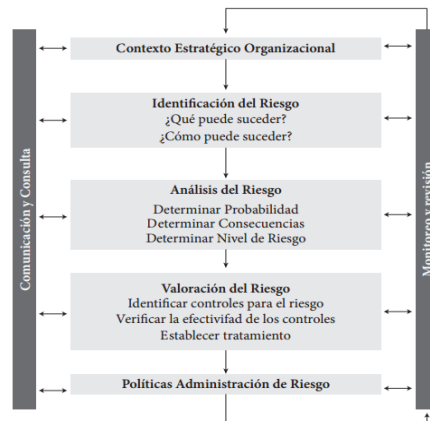 Contexto Estratégico Organizacional
Comunicación y Consulta
Monitoreo y revisión
Identificación del Riesgo
¿Qué puede suceder?
¿Cómo puede suceder?
Análisis del Riesgo
Determinar Probabilidad
Determinar Consecuencias
Determinar Nivel de Riesgo
Valoración del Riesgo
Identificar controles para el riesgo
Verificar la efectivifad de los controles
Establecer tratamiento
Políticas Administración de Riesgo